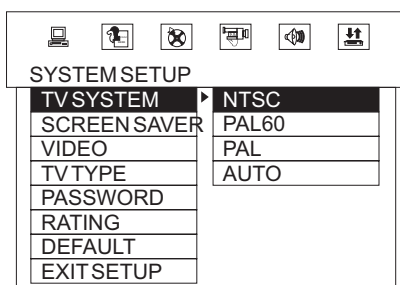 SYSTEM SETUP
TV SYSTEM
NTSC
SCREEN SAVER
PAL60
VIDEO
PAL
TV TYPE
AUTO
PASSWORD
RATING
DEFAULT
EXIT SETUP